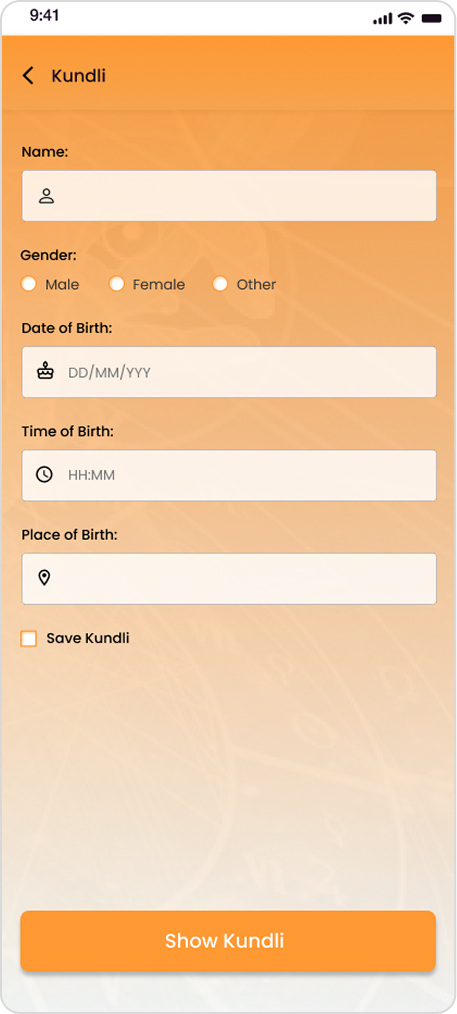 9:41
Kundli
Name:
Gender:
Male Female Other
Date of Birth:
DD/MM/YYY
Time of Birth:
HH:MM
Place of Birth:
Save Kundli
Show Kundli